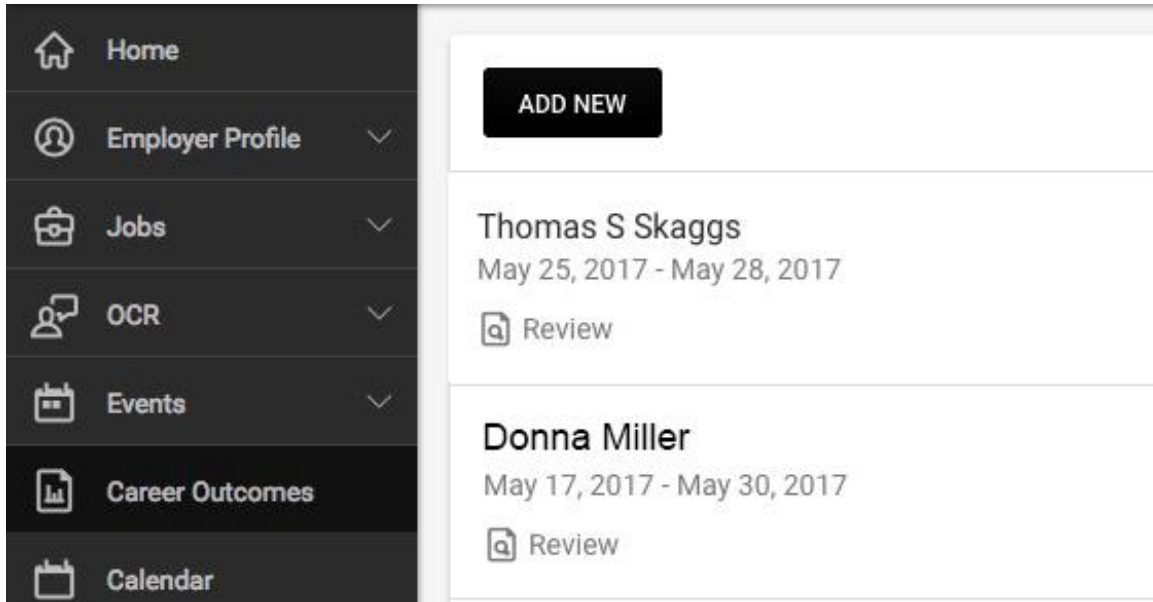 Home
Employer Profile
Jobs
OCR
Events
Career Outcomes
Calendar
ADD NEW
Thomas S Skaggs
May 25, 2017 - May 28, 2017
Review
Donna Miller
May 17, 2017 - May 30, 2017
Review